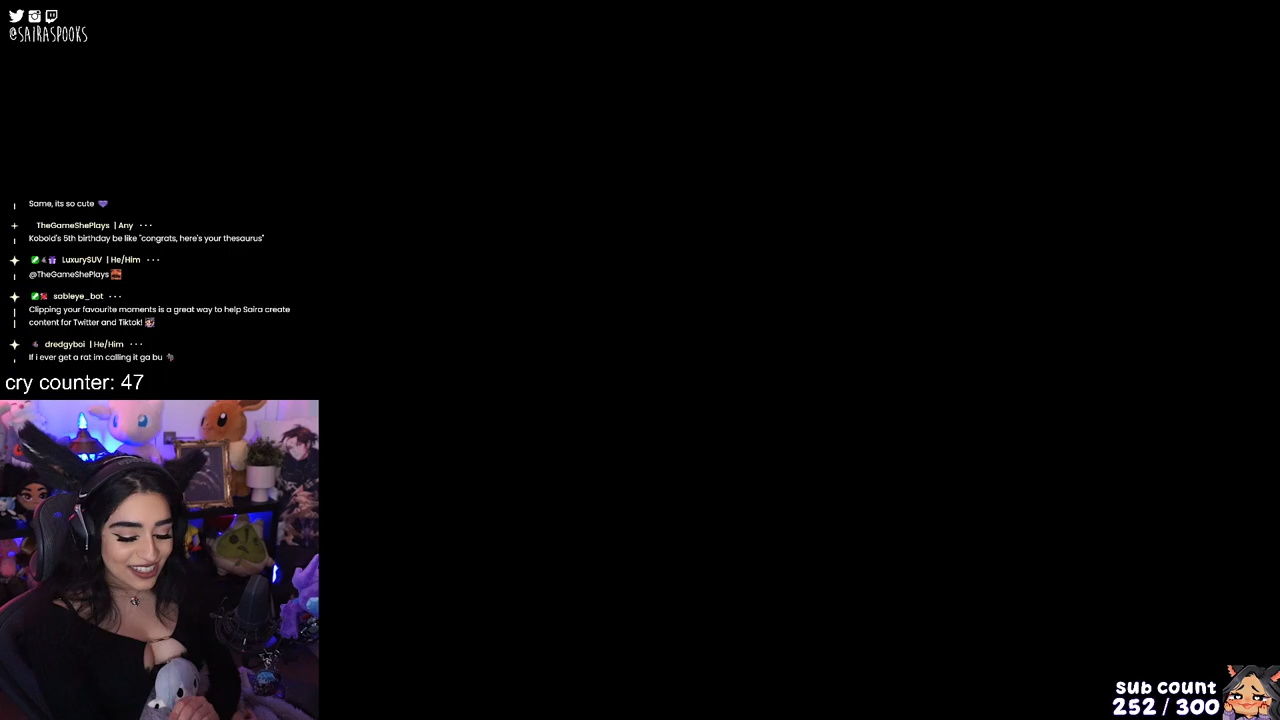 @SAIRASPOOKS
Same, its so cute
TheGameShePlays | Any
Kobold's 5th birthday be like "congrats, here's your thesaurus"
LuxurySUV | He/Him
@TheGameShePlays
sableye_bot
Clipping your favourite moments is a great way to help Saira create
content for Twitter and Tiktok!
dredgyboi | He/Him
If i ever get a rat im calling it ga bu
cry counter: 47
sub count
252 / 300